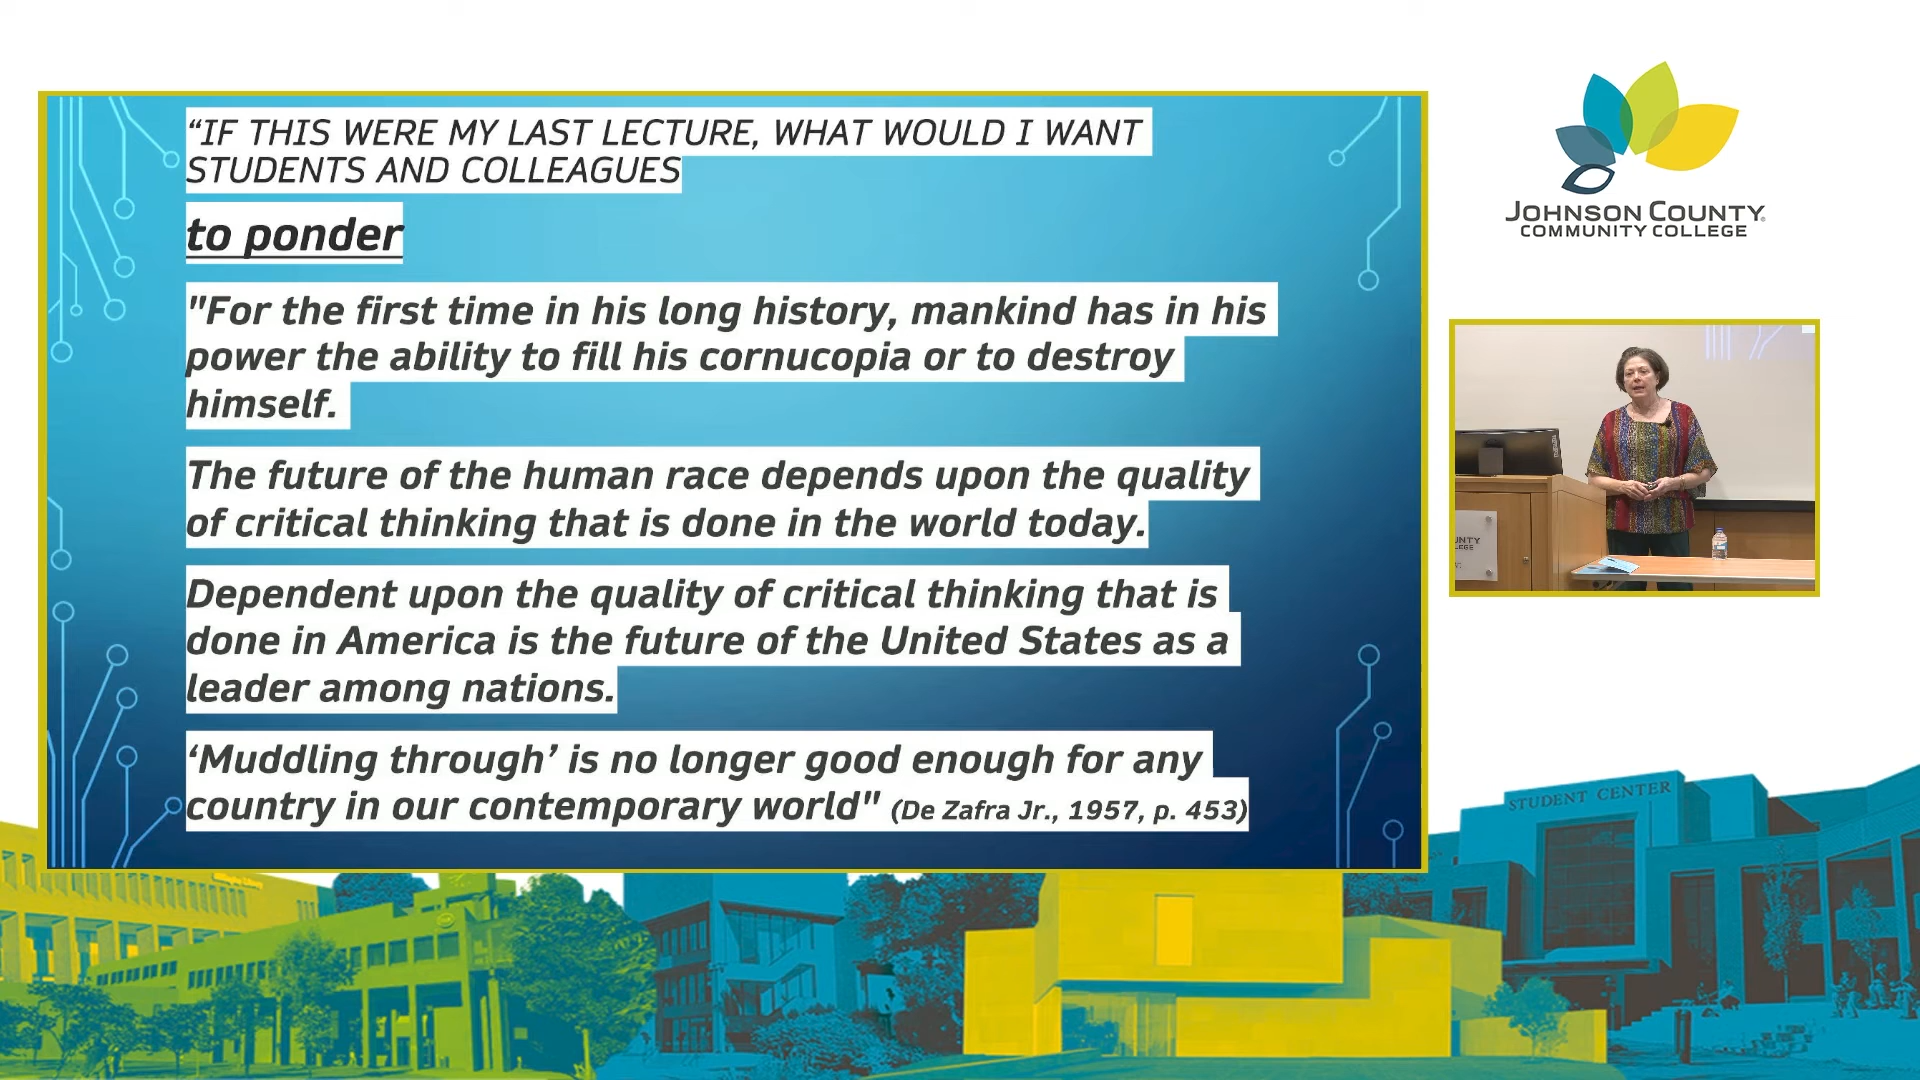 “IF THIS WERE MY LAST LECTURE, WHAT WOULD I WANT
STUDENTS AND COLLEAGUES
to ponder
"For the first time in his long history, mankind has in his
power the ability to fill his cornucopia or to destroy
himself.
The future of the human race depends upon the quality
of critical thinking that is done in the world today.
Dependent upon the quality of critical thinking that is
done in America is the future of the United States as a
leader among nations.
‘Muddling through’ is no longer good enough for any
country in our contemporary world" (De Zafra Jr., 1957, p. 453)
JOHNSON COUNTY
COMMUNITY COLLEGE
STUDENT CENTER